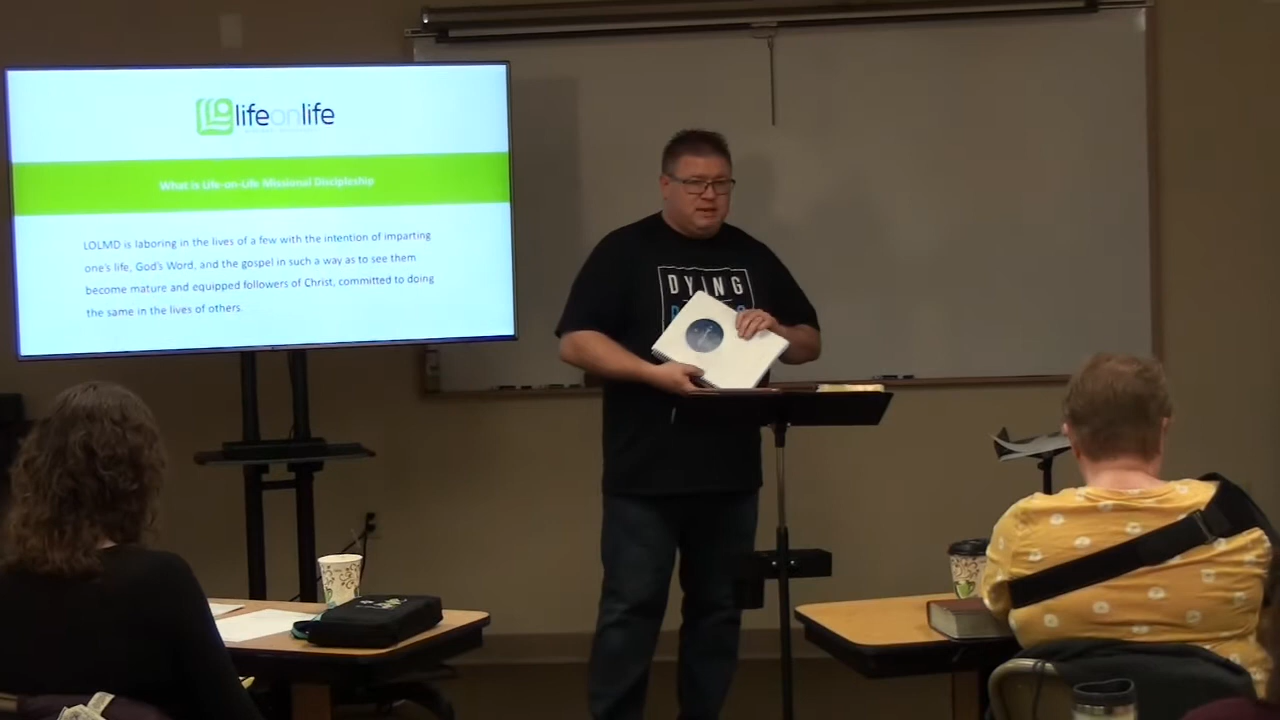 lifeonlife
What is Life-on-Life Missional Discipleship
LOLMD is laboring in the lives of a few with the intention of imparting
one's life, God's Word, and the gospel in such a way as to see them
become mature and equipped followers of Christ, committed to doing
the same in the lives of others.
DYING